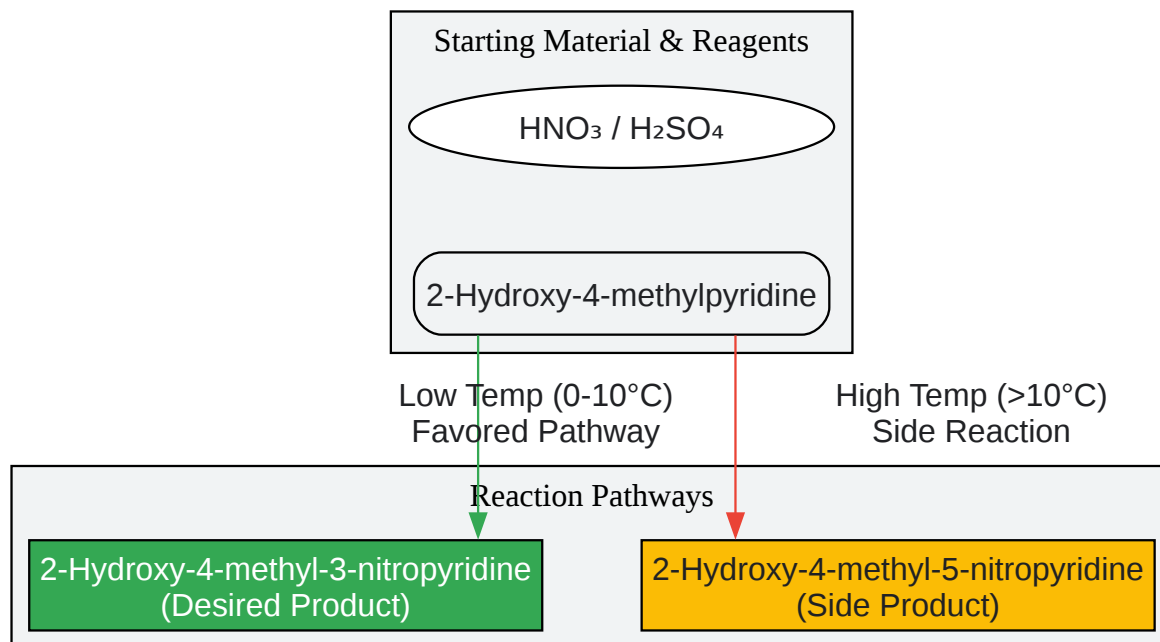 Starting Material & Reagents
HNO₃ / H₂SO₄
2-Hydroxy-4-methylpyridine
Low Temp (0-10°C)
Favored Pathway
High Temp (>10°C)
Side Reaction
Reaction Pathways
2-Hydroxy-4-methyl-3-nitropyridine
(Desired Product)
2-Hydroxy-4-methyl-5-nitropyridine
(Side Product)